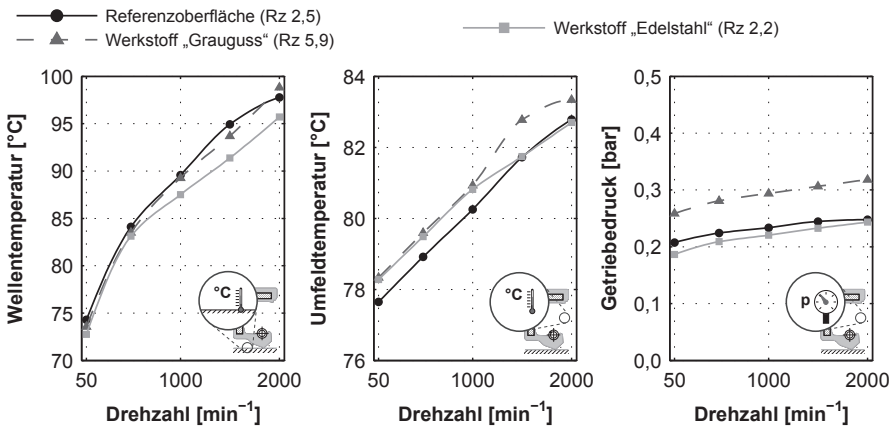 Referenzoberfläche (Rz 2,5)
Werkstoff „Grauguss“ (Rz 5,9)
Werkstoff „Edelstahl“ (Rz 2,2)
Wellentemperatur [°C]
100
95
90
85
80
75
70
50
1000
2000
Drehzahl [min⁻¹]
°C
Umfeldtemperatur [°C]
84
82
80
78
76
50
1000
2000
Drehzahl [min⁻¹]
°C
Getriebedruck [bar]
0,5
0,4
0,3
0,2
0,1
0,0
50
1000
2000
Drehzahl [min⁻¹]
p